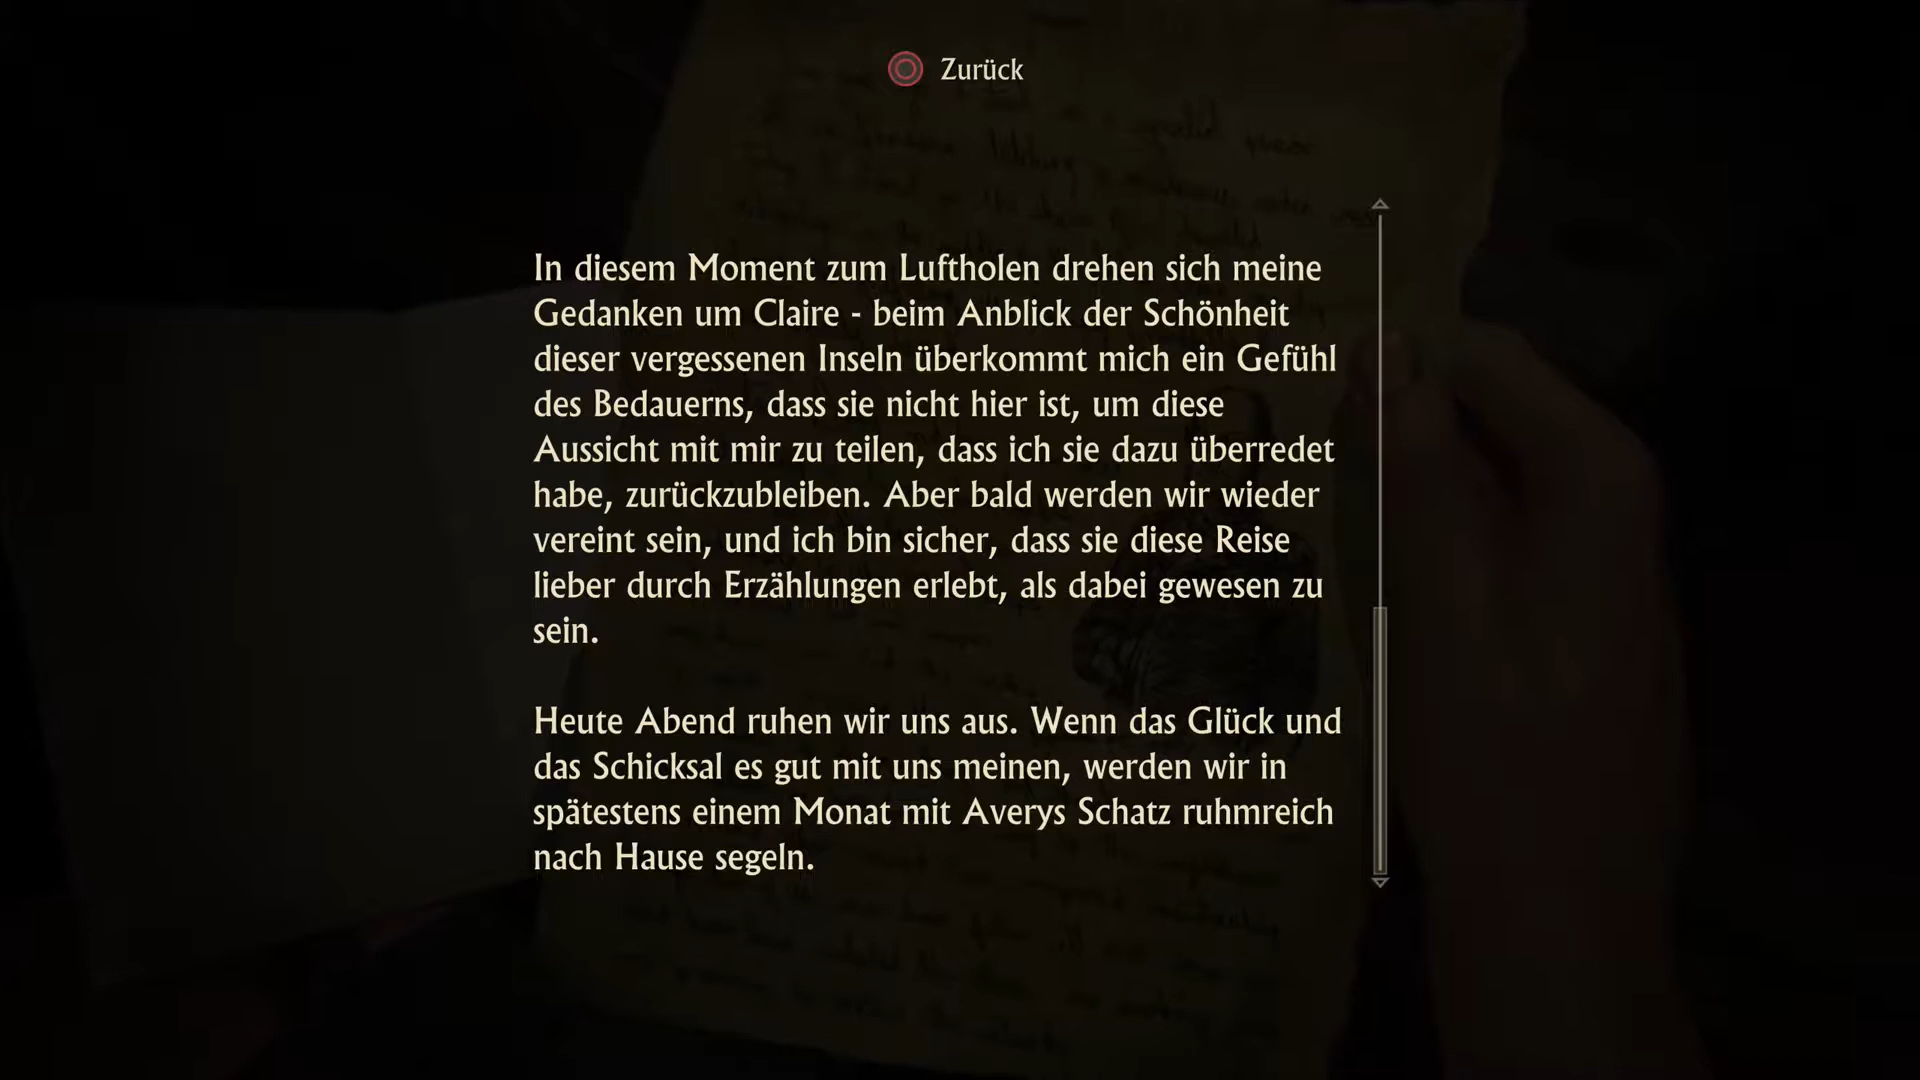 Zurück
In diesem Moment zum Luftholen drehen sich meine
Gedanken um Claire - beim Anblick der Schönheit
dieser vergessenen Inseln überkommt mich ein Gefühl
des Bedauerns, dass sie nicht hier ist, um diese
Aussicht mit mir zu teilen, dass ich sie dazu überredet
habe, zurückzubleiben. Aber bald werden wir wieder
vereint sein, und ich bin sicher, dass sie diese Reise
lieber durch Erzählungen erlebt, als dabei gewesen zu
sein.
Heute Abend ruhen wir uns aus. Wenn das Glück und
das Schicksal es gut mit uns meinen, werden wir in
spätestens einem Monat mit Averys Schatz ruhmreich
nach Hause segeln.